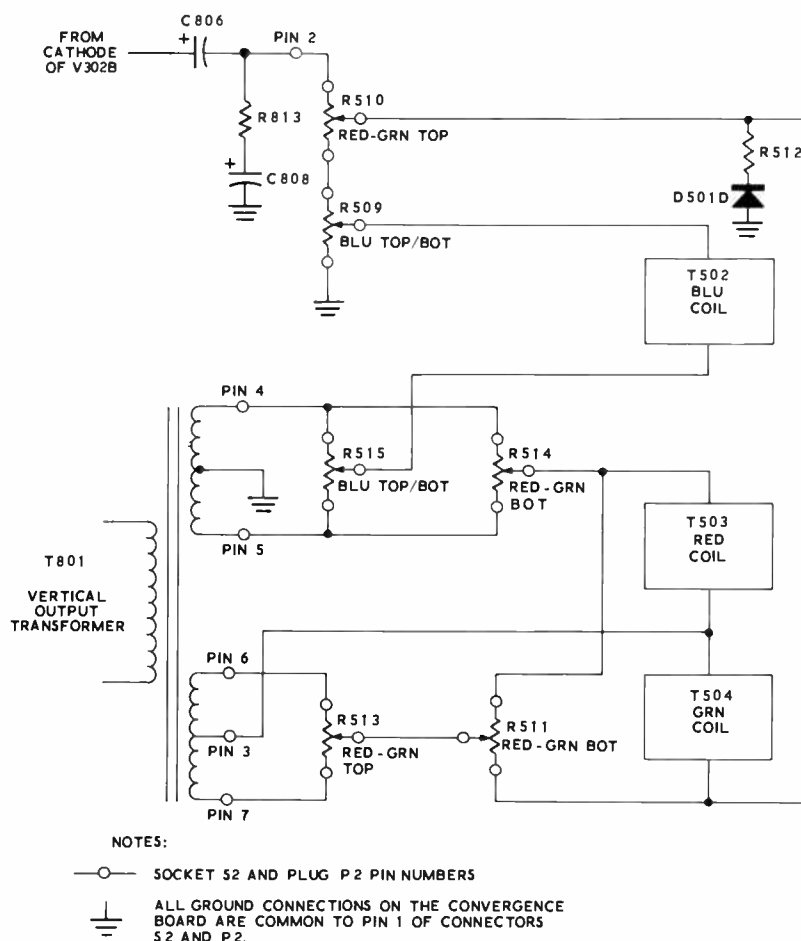 C806
FROM
CATHODE
OF V302B
+
PIN 2
R510
RED-GRN TOP
R813
+
C808
R512
D501D
R509
BLU TOP/BOT
T502
BLU
COIL
PIN 4
R515
BLU TOP/BOT
R514
RED-GRN
BOT
PIN 5
T503
RED
COIL
T801
VERTICAL
OUTPUT
TRANSFORMER
PIN 6
R513
RED-GRN
TOP
PIN 3
R511
RED-GRN BOT
T504
GRN
COIL
PIN 7
NOTES:
SOCKET S2 AND PLUG P2 PIN NUMBERS
ALL GROUND CONNECTIONS ON THE CONVERGENCE
BOARD ARE COMMON TO PIN 1 OF CONNECTORS
S2 AND P2.